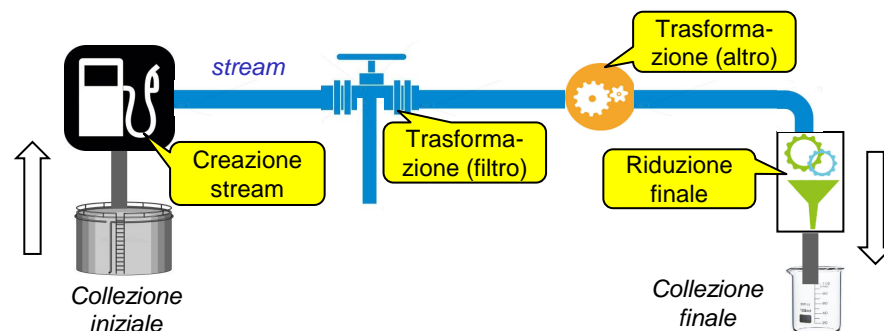 stream
Trasforma-
zione (altro)
Creazione
stream
Trasforma-
zione (filtro)
Riduzione
finale
Collezione
iniziale
Collezione
finale